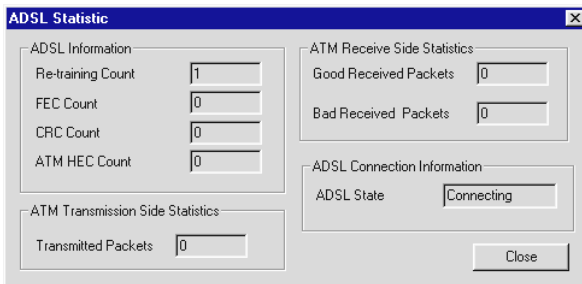 ADSL Statistic
ADSL Information
Re-training Count 1
FEC Count 0
CRC Count 0
ATM HEC Count 0
ATM Transmission Side Statistics
Transmitted Packets 0
ATM Receive Side Statistics
Good Received Packets 0
Bad Received Packets 0
ADSL Connection Information
ADSL State Connecting
Close